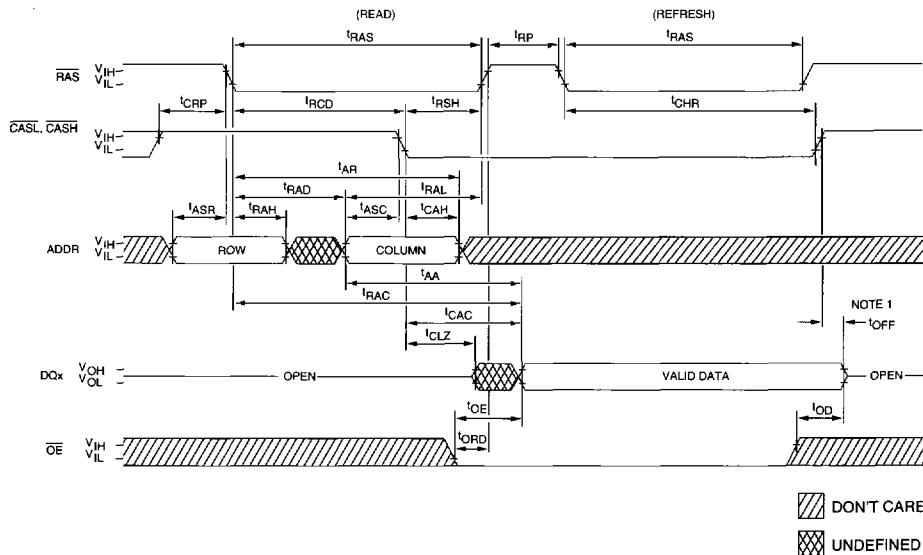 (READ) (REFRESH)
tRAS tRP tRAS
RAS VIH VIL
tCRP tRCD tRSH tCHR
CASL, CASH VIH VIL
tAR
tRAD tRAL
tASR tRAH tASC tCAH
ADDR VIH VIL ROW COLUMN
tAA
tRAC
tCAC NOTE 1
tCLZ tOFF
DQx VOH VOL OPEN VALID DATA OPEN
tOE tOD
tORD
OE VIH VIL
DON'T CARE
UNDEFINED